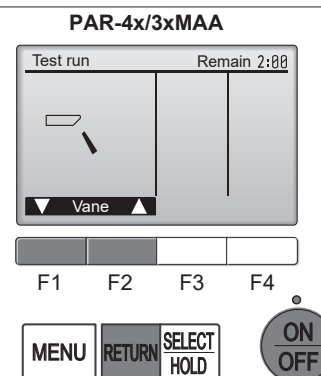 PAR-4x/3xMAA
Test run Remain 2:00
Vane
F1 F2 F3 F4
MENU RETURN SELECT HOLD ON OFF